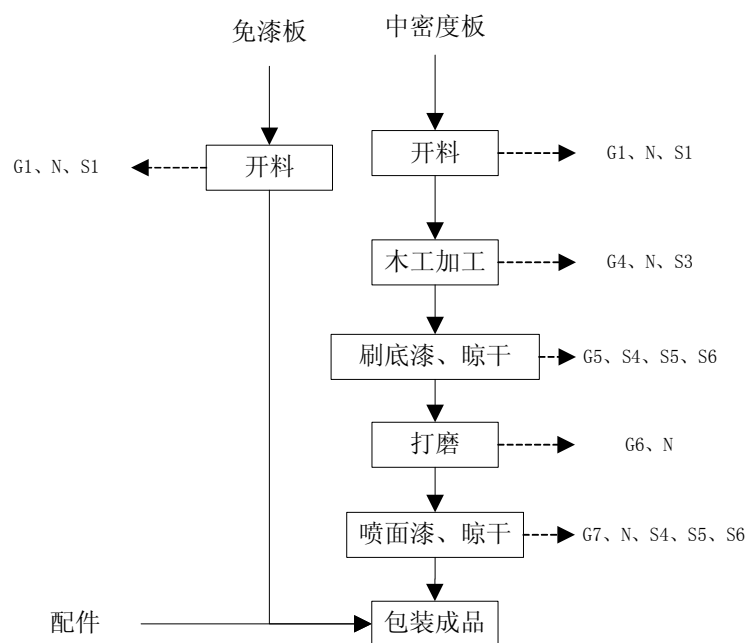 免漆板
中密度板
G1、N、S1
开料
开料
G1、N、S1
木工加工
G4、N、S3
刷底漆、晾干
G5、S4、S5、S6
打磨
G6、N
喷面漆、晾干
G7、N、S4、S5、S6
配件
包装成品